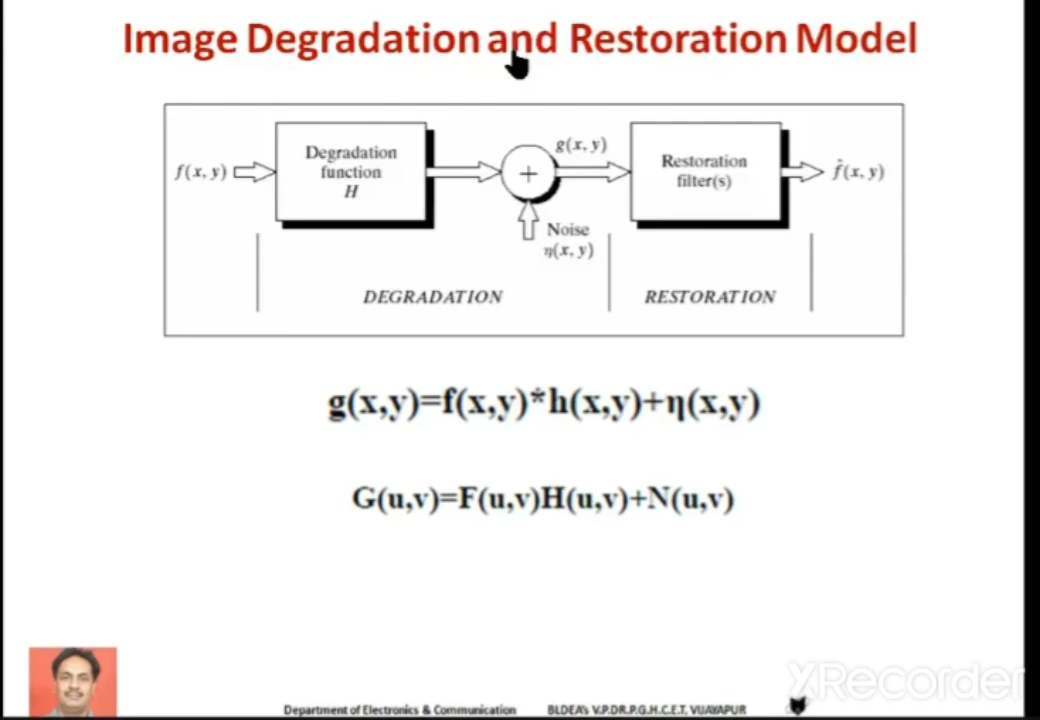 Image Degradation and Restoration Model
f(x, y)
Degradation
function
H
+
g(x, y)
Noise
η(x, y)
Restoration
filter(s)
f̂(x, y)
DEGRADATION
RESTORATION
g(x,y)=f(x,y)*h(x,y)+η(x,y)
G(u,v)=F(u,v)H(u,v)+N(u,v)
XRecorder
Department of Electronics & Communication BLDEA's V.P.DR.P.G.H.C.E.T, VIJAYAPUR